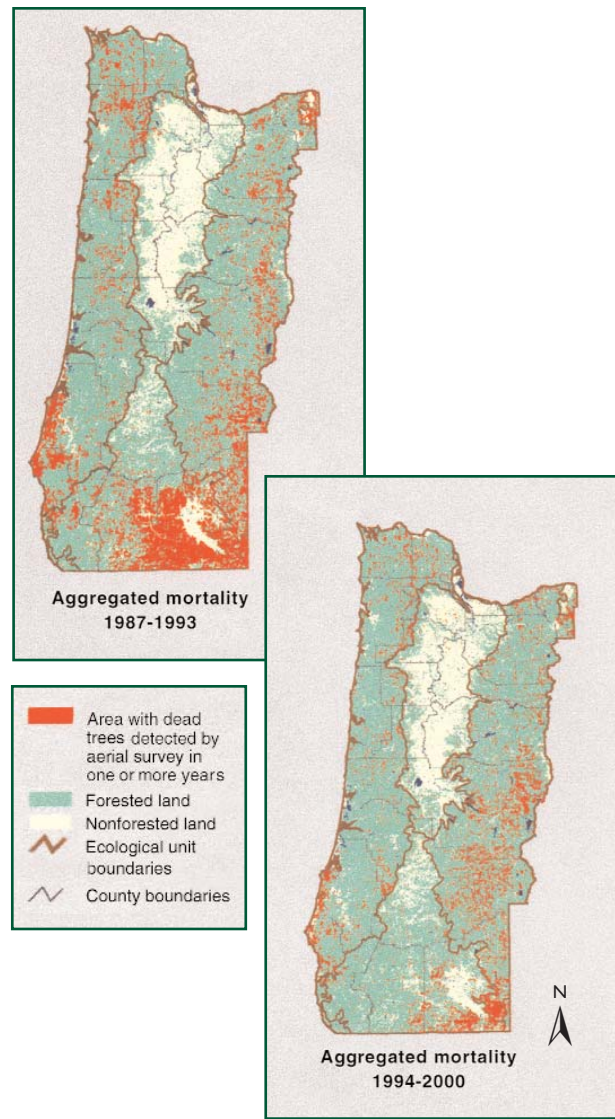 Aggregated mortality
1987-1993
Area with dead
trees detected by
aerial survey in
one or more years
Forested land
Nonforested land
Ecological unit
boundaries
County boundaries
N
Aggregated mortality
1994-2000